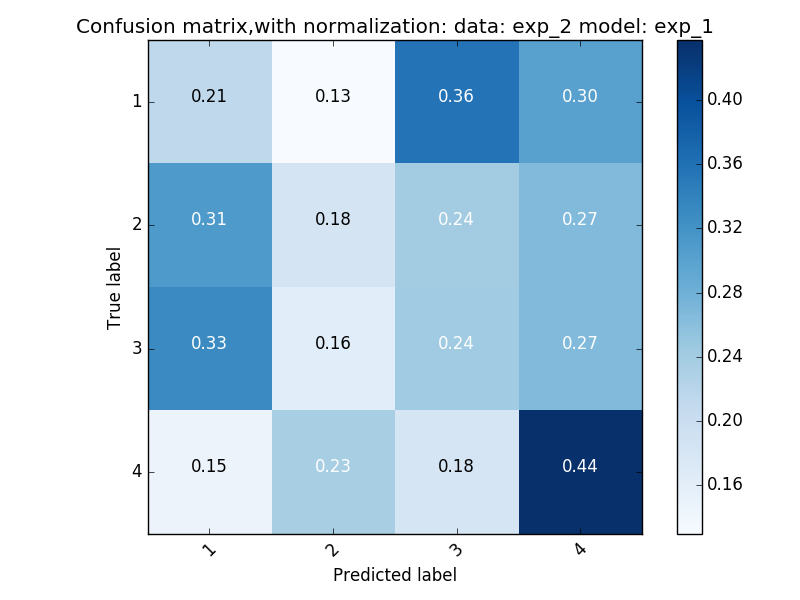 Confusion matrix,with normalization: data: exp_2 model: exp_1
1 0.21 0.13 0.36 0.30
2 0.31 0.18 0.24 0.27
3 0.33 0.16 0.24 0.27
4 0.15 0.23 0.18 0.44
1 2 3 4
True label
Predicted label
0.40
0.36
0.32
0.28
0.24
0.20
0.16